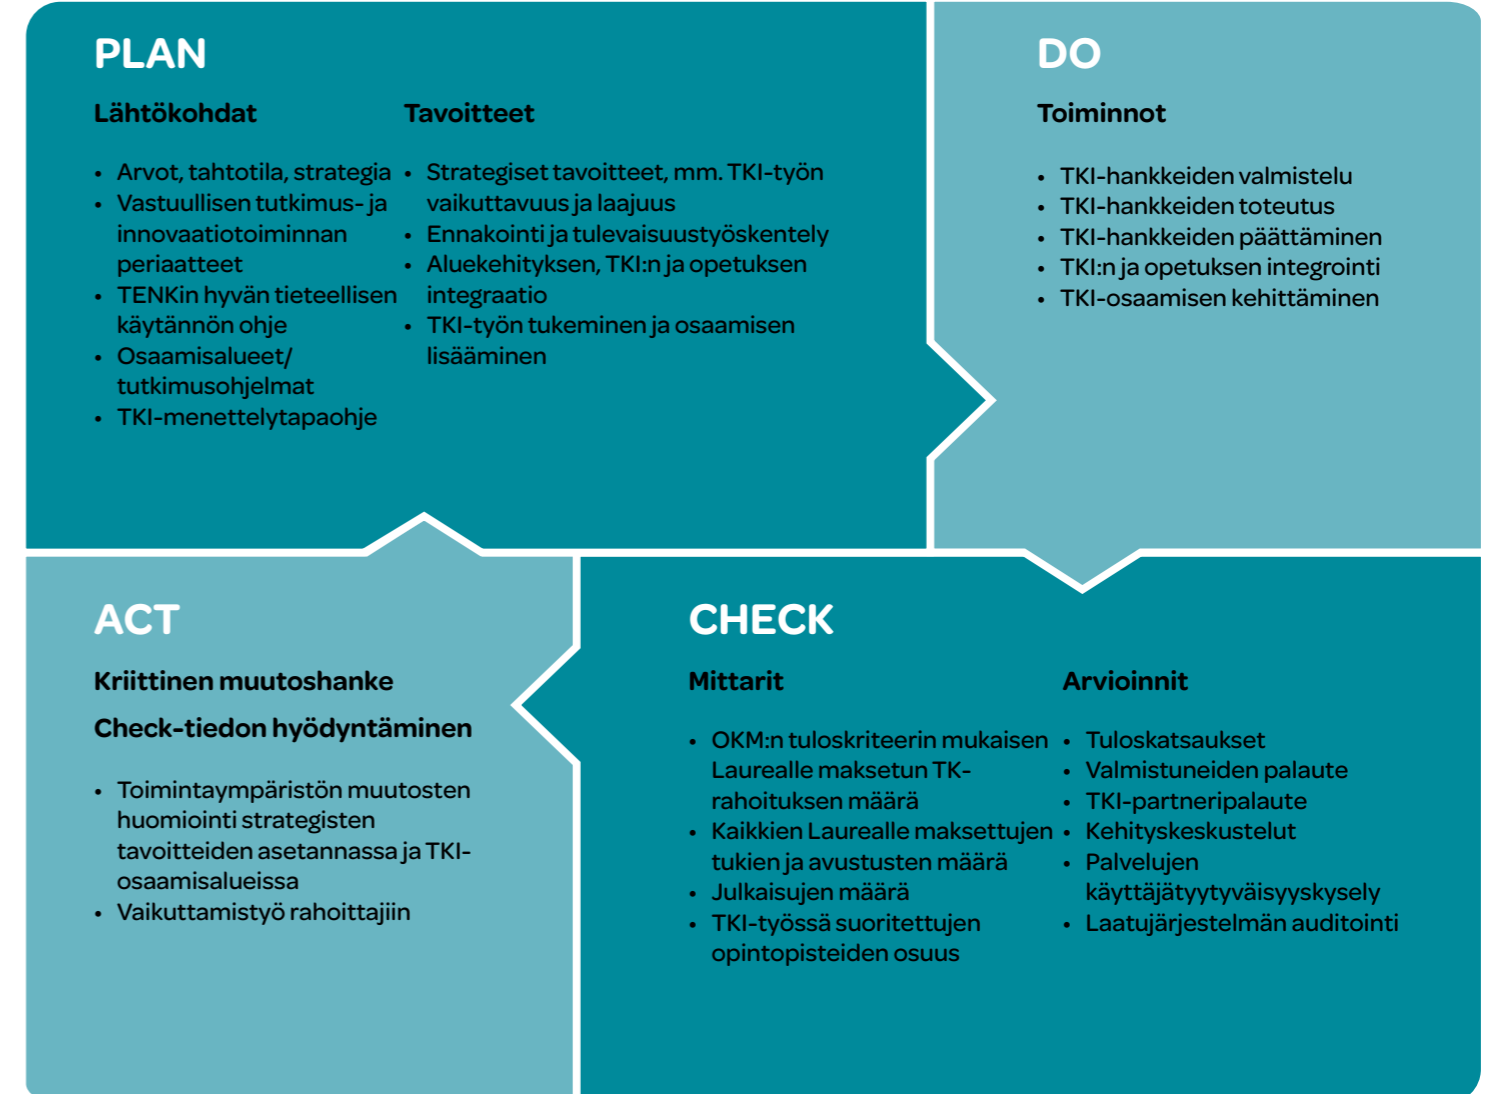 PLAN
Lähtökohdat
• Arvot, tahtotila, strategia
• Vastuullisen tutkimus- ja
innovaatiotoiminnan
periaatteet
• TENKin hyvän tieteellisen
käytännön ohje
• Osaamisalueet/
tutkimusohjelmat
• TKI-menettelytapaohje
Tavoitteet
• Strategiset tavoitteet, mm. TKI-työn
vaikuttavuus ja laajuus
• Ennakointi ja tulevaisuustyöskentely
• Aluekehityksen, TKI:n ja opetuksen
integraatio
• TKI-työn tukeminen ja osaamisen
lisääminen
DO
Toiminnot
• TKI-hankkeiden valmistelu
• TKI-hankkeiden toteutus
• TKI-hankkeiden päättäminen
• TKI:n ja opetuksen integrointi
• TKI-osaamisen kehittäminen
ACT
Kriittinen muutoshanke
Check-tiedon hyödyntäminen
• Toimintaympäristön muutosten
huomiointi strategisten
tavoitteiden asetannassa ja TKI-
osaamisalueissa
• Vaikuttamistyö rahoittajiin
CHECK
Mittarit
• OKM:n tuloskriteerin mukaisen
Laurealle maksetun TK-
rahoituksen määrä
• Kaikkien Laurealle maksettujen
tukien ja avustusten määrä
• Julkaisujen määrä
• TKI-työssä suoritettujen
opintopisteiden osuus
Arvioinnit
• Tuloskatsaukset
• Valmistuneiden palaute
• TKI-partneripalaute
• Kehityskeskustelut
• Palvelujen
käyttäjätyytyväisyyskysely
• Laatujärjestelmän auditointi